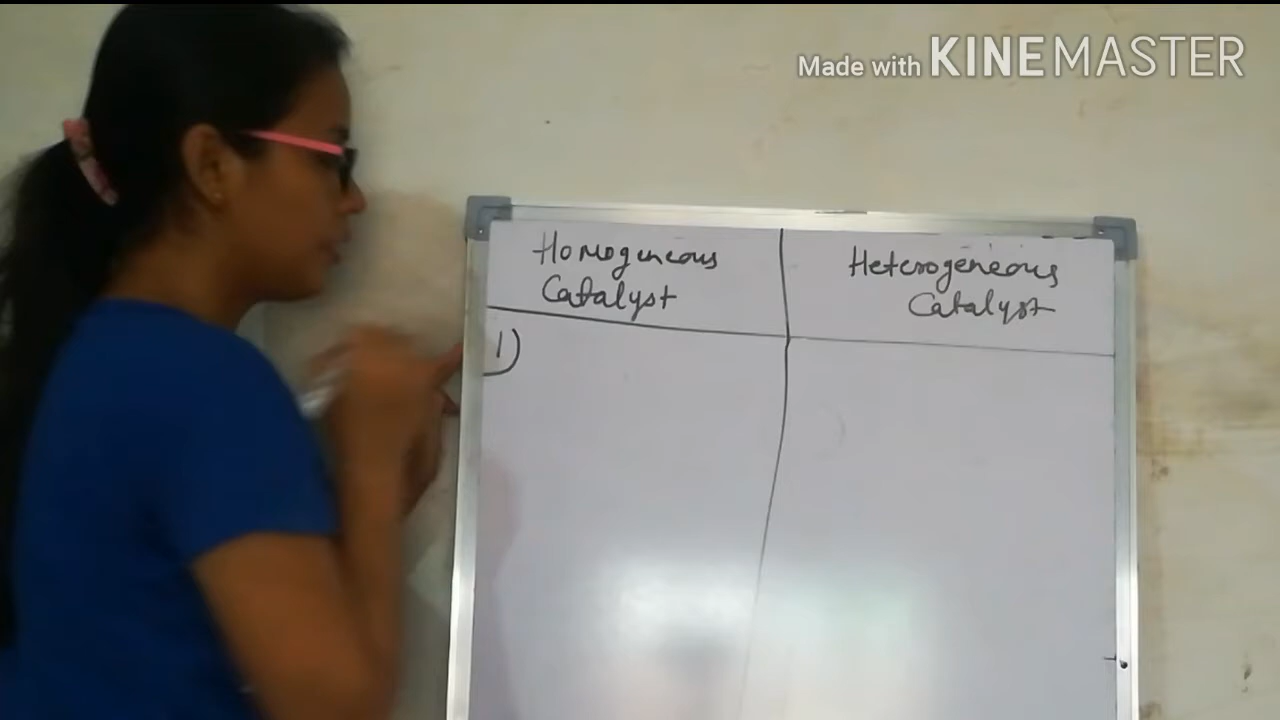 Made with KINEMASTER
Homogeneous
Catalyst
Heterogeneous
Catalyst
1)